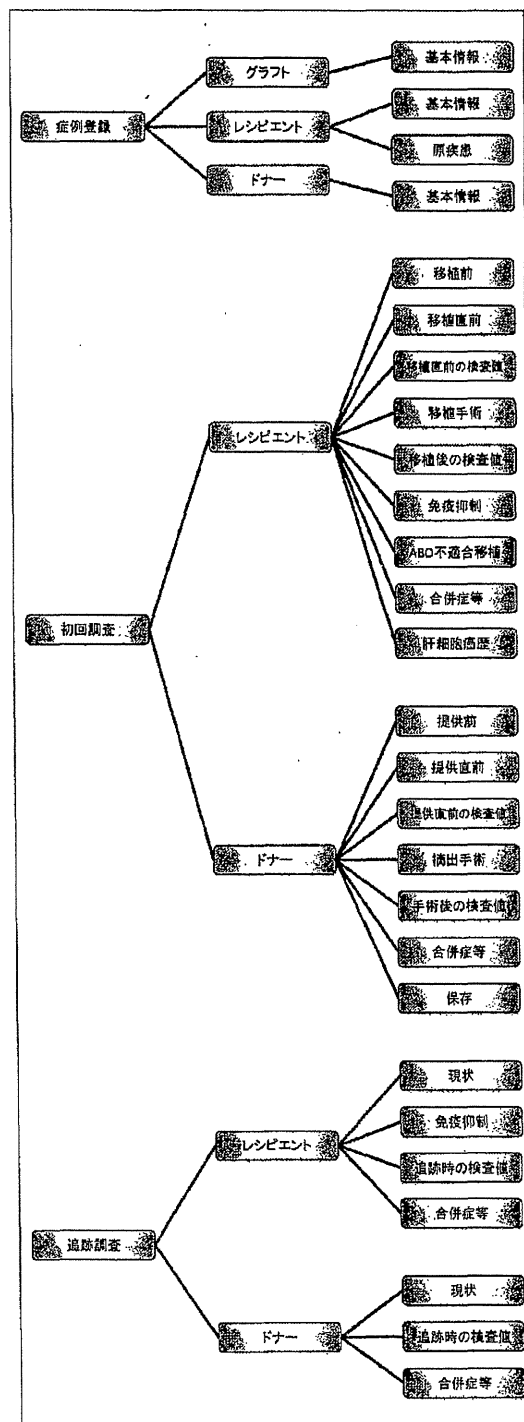 症例登録
グラフト
基本情報
レシピエント
基本情報
原疾患
ドナー
基本情報
初回調査
レシピエント
移植前
移植直前
移植直前の検査値
移植手術
移植後の検査値
免疫抑制
ABO不適合移植
合併症等
肝細胞癌歴
ドナー
提供前
提供直前
提供直前の検査値
摘出手術
手術後の検査値
合併症等
保存
追跡調査
レシピエント
現状
免疫抑制
追跡時の検査値
合併症等
ドナー
現状
追跡時の検査値
合併症等